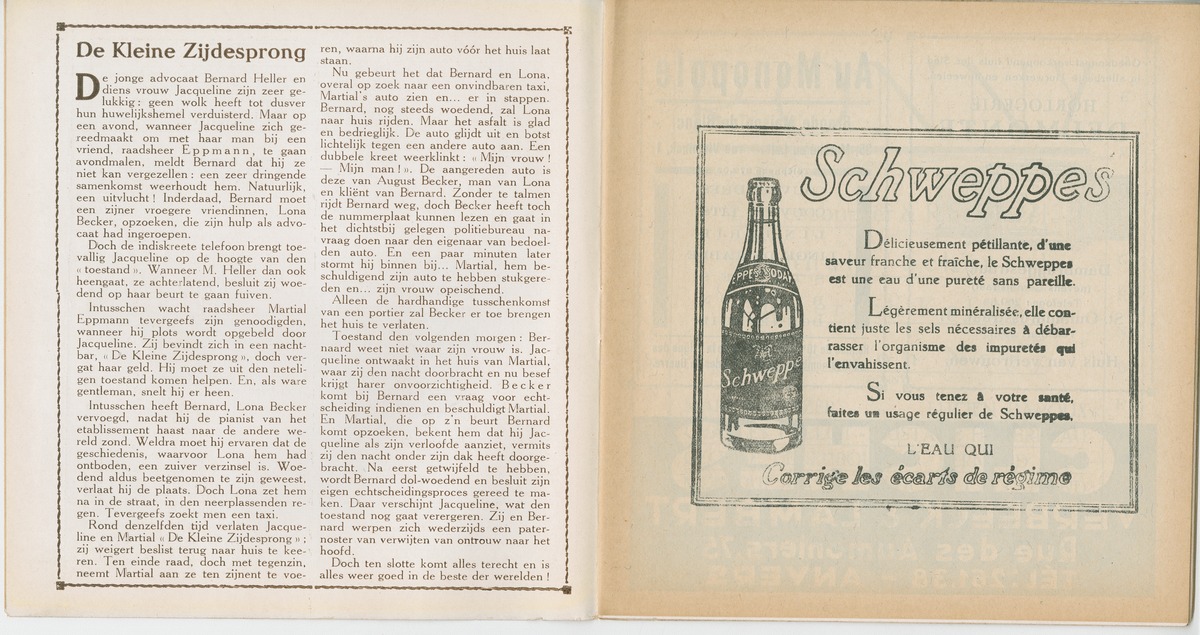 De Kleine Zijdesprong
De jonge advocaat Bernard Heller en
diens vrouw Jacqueline zijn zeer ge-
lukkig: geen wolk heeft tot dusver
hun huwelijkshemel verduisterd. Maar op
een avond, wanneer Jacqueline zich ge-
reedmaakt om met haar man bij een
vriend, raadsheer Eppmann, te gaan
avondmalen, meldt Bernard dat hij ze
niet kan vergezellen: een zeer dringende
samenkomst weerhoudt hem. Natuurlijk,
een uitvlucht! Inderdaad, Bernard moet
een zijner vroegere vriendinnen, Lona
Becker, opzoeken, die zijn hulp als advo-
caat had ingeroepen.
Doch de indiskreete telefoon brengt toe-
vallig Jacqueline op de hoogte van den
« toestand ». Wanneer M. Heller dan ook
heengaat, ze achterlatend, besluit zij woe-
dend op haar beurt te gaan fuiven.
Intusschen wacht raadsheer Martial
Eppmann tevergeefs zijn genoodigden,
wanneer hij plots wordt opgebeld door
Jacqueline. Zij bevindt zich in een nacht-
bar, « De Kleine Zijdesprong », doch ver-
gat haar geld. Hij moet ze uit den neteli-
gen toestand komen helpen. En, als ware
gentleman, snelt hij er heen.
Intusschen heeft Bernard, Lona Becker
vervoegd, nadat hij de pianist van het
etablissement haast naar de andere we-
reld zond. Weldra moet hij ervaren dat de
geschiedenis, waarvoor Lona hem had
ontboden, een zuiver verzinsel is. Woe-
dend aldus beetgenomen te zijn geweest,
verlaat hij de plaats. Doch Lona zet hem
na in de straat, in den neerplassenden re-
gen. Tevergeefs zoekt men een taxi.
Rond denzelfden tijd verlaten Jacque-
line en Martial « De Kleine Zijdesprong »;
zij weigert beslist terug naar huis te kee-
ren. Ten einde raad, doch met tegenzin,
neemt Martial aan ze ten zijnent te voe-
ren, waarna hij zijn auto vóór het huis laat
staan.
Nu gebeurt het dat Bernard en Lona,
overal op zoek naar een onvindbaren taxi,
Martial's auto zien en... er in stappen.
Bernard, nog steeds woedend, zal Lona
naar huis rijden. Maar het asfalt is glad
en bedrieglijk. De auto glijdt uit en botst
lichtelijk tegen een andere auto aan. Een
dubbele kreet weerklinkt: « Mijn vrouw!
— Mijn man! ». De aangereden auto is
deze van August Becker, man van Lona
en kliënt van Bernard. Zonder te talmen
rijdt Bernard weg, doch Becker heeft toch
de nummerplaat kunnen lezen en gaat in
het dichtstbij gelegen politiebureau na-
vraag doen naar den eigenaar van bedoel-
den auto. En een paar minuten later
stormt hij binnen bij... Martial, hem be-
schuldigend zijn auto te hebben stukgere-
den en... zijn vrouw opeischend.
Alleen de hardhandige tusschenkomst
van een portier zal Becker er toe brengen
het huis te verlaten.
Toestand den volgenden morgen: Ber-
naard weet niet waar zijn vrouw is. Jac-
queline ontwaakt in het huis van Martial,
waar zij den nacht doorbracht en nu besef
krijgt harer onvoorzichtigheid. Becker
komt bij Bernard een vraag voor echt-
scheiding indienen en beschuldigt Martial.
En Martial, die op z'n beurt Bernard
komt opzoeken, bekent hem dat hij Jac-
queline als zijn verloofde aanziet, vermits
zij den nacht onder zijn dak heeft doorge-
bracht. Na eerst getwijfeld te hebben,
wordt Bernard dol-woedend en besluit zijn
eigen echtscheidingsproces gereed te ma-
ken. Daar verschijnt Jacqueline, wat den
toestand nog gaat verergeren. Zij en Ber-
nard werpen zich wederzijds een pater-
noster van verwijten van ontrouw naar het
hoofd.
Doch ten slotte komt alles terecht en is
alles weer goed in de beste der werelden!
Schweppes
Délicieusement pétillante, d'une
saveur franche et fraîche, le Schweppes
est une eau d'une pureté sans pareille.
Légèrement minéralisée, elle con-
tient juste les sels nécessaires à débar-
rasser l'organisme des impuretés qui
l'envahissent.
Si vous tenez à votre santé,
faites un usage régulier de Schweppes,
L'EAU QUI
Corrige les écarts de régime
PPES SODA
Schweppe